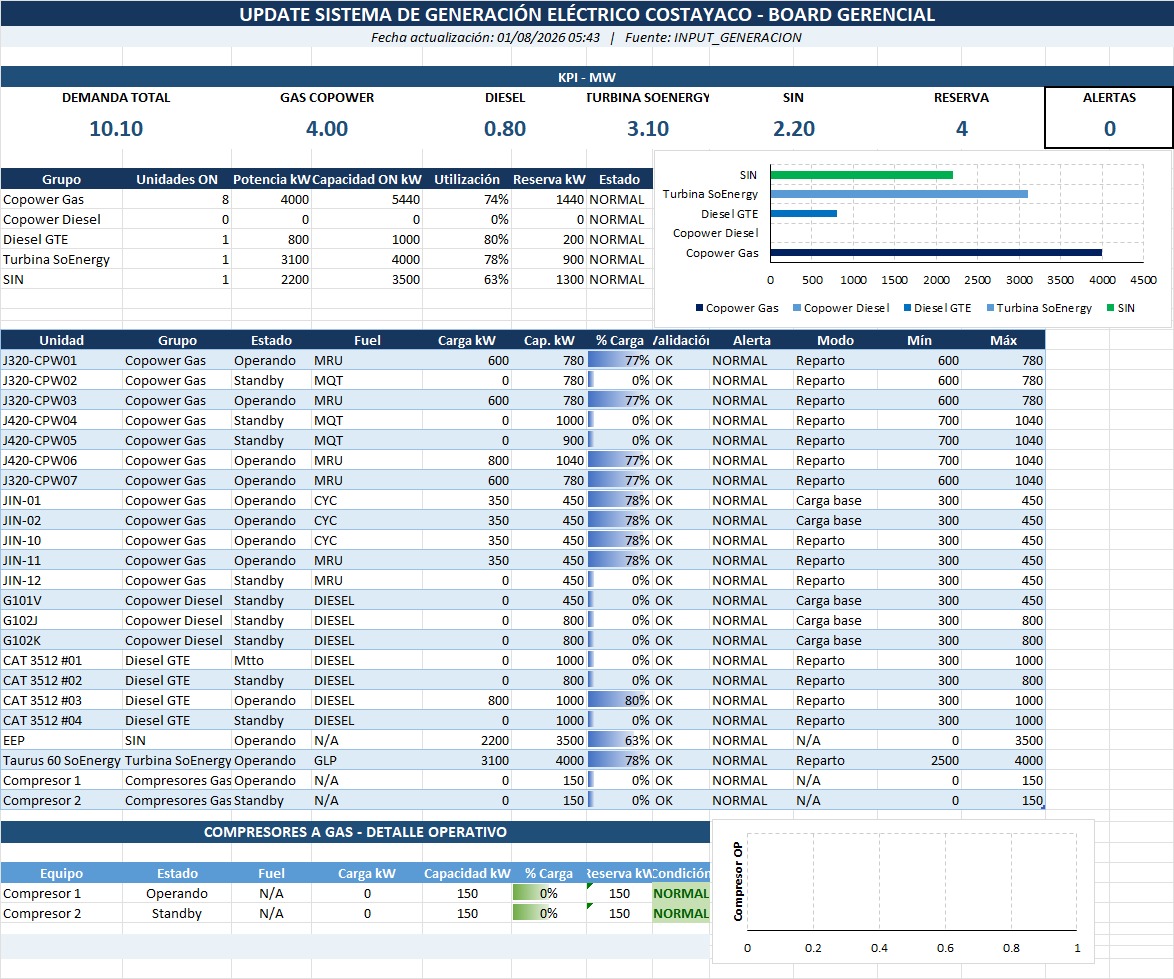 UPDATE SISTEMA DE GENERACIÓN ELÉCTRICO COSTAYACO - BOARD GERENCIAL
Fecha actualización: 01/08/2026 05:43 | Fuente: INPUT_GENERACION
KPI - MW
DEMANDA TOTAL GAS COPOWER DIESEL TURBINA SOENERGY SIN RESERVA ALERTAS
10.10 4.00 0.80 3.10 2.20 4 0
Grupo Unidades ON Potencia kW Capacidad ON kW Utilización Reserva kW Estado
Copower Gas 8 4000 5440 74% 1440 NORMAL
Copower Diesel 0 0 0 0% 0 NORMAL
Diesel GTE 1 800 1000 80% 200 NORMAL
Turbina SoEnergy 1 3100 4000 78% 900 NORMAL
SIN 1 2200 3500 63% 1300 NORMAL
SIN
Turbina SoEnergy
Diesel GTE
Copower Diesel
Copower Gas
0 500 1000 1500 2000 2500 3000 3500 4000 4500
Copower Gas Copower Diesel Diesel GTE Turbina SoEnergy SIN
Unidad Grupo Estado Fuel Carga kW Cap. kW % Carga Validación Alerta Modo Mín Máx
J320-CPW01 Copower Gas Operando MRU 600 780 77% OK NORMAL Reparto 600 780
J320-CPW02 Copower Gas Standby MQT 0 780 0% OK NORMAL Reparto 600 780
J320-CPW03 Copower Gas Operando MRU 600 780 77% OK NORMAL Reparto 600 780
J420-CPW04 Copower Gas Standby MQT 0 1000 0% OK NORMAL Reparto 700 1040
J420-CPW05 Copower Gas Standby MQT 0 900 0% OK NORMAL Reparto 700 1040
J420-CPW06 Copower Gas Operando MRU 800 1040 77% OK NORMAL Reparto 700 1040
J320-CPW07 Copower Gas Operando MRU 600 780 77% OK NORMAL Reparto 600 1040
JIN-01 Copower Gas Operando CYC 350 450 78% OK NORMAL Carga base 300 450
JIN-02 Copower Gas Operando CYC 350 450 78% OK NORMAL Carga base 300 450
JIN-10 Copower Gas Operando CYC 350 450 78% OK NORMAL Carga base 300 450
JIN-11 Copower Gas Operando MRU 350 450 78% OK NORMAL Reparto 300 450
JIN-12 Copower Gas Standby MRU 0 450 0% OK NORMAL Reparto 300 450
G101V Copower Diesel Standby DIESEL 0 450 0% OK NORMAL Carga base 300 450
G102J Copower Diesel Standby DIESEL 0 800 0% OK NORMAL Carga base 300 800
G102K Copower Diesel Standby DIESEL 0 800 0% OK NORMAL Carga base 300 800
CAT 3512 #01 Diesel GTE Mtto DIESEL 0 1000 0% OK NORMAL Reparto 300 1000
CAT 3512 #02 Diesel GTE Standby DIESEL 0 800 0% OK NORMAL Reparto 300 800
CAT 3512 #03 Diesel GTE Operando DIESEL 800 1000 80% OK NORMAL Reparto 300 1000
CAT 3512 #04 Diesel GTE Standby DIESEL 0 1000 0% OK NORMAL Reparto 300 1000
EEP SIN Operando N/A 2200 3500 63% OK NORMAL N/A 0 3500
Taurus 60 SoEnergy Turbina SoEnergy Operando GLP 3100 4000 78% OK NORMAL Reparto 2500 4000
Compresor 1 Compresores Gas Operando N/A 0 150 0% OK NORMAL N/A 0 150
Compresor 2 Compresores Gas Standby N/A 0 150 0% OK NORMAL N/A 0 150
COMPRESORES A GAS - DETALLE OPERATIVO
Equipo Estado Fuel Carga kW Capacidad kW % Carga Reserva kW Condición
Compresor 1 Operando N/A 0 150 0% 150 NORMAL
Compresor 2 Standby N/A 0 150 0% 150 NORMAL
Compresor OP
0 0.2 0.4 0.6 0.8 1